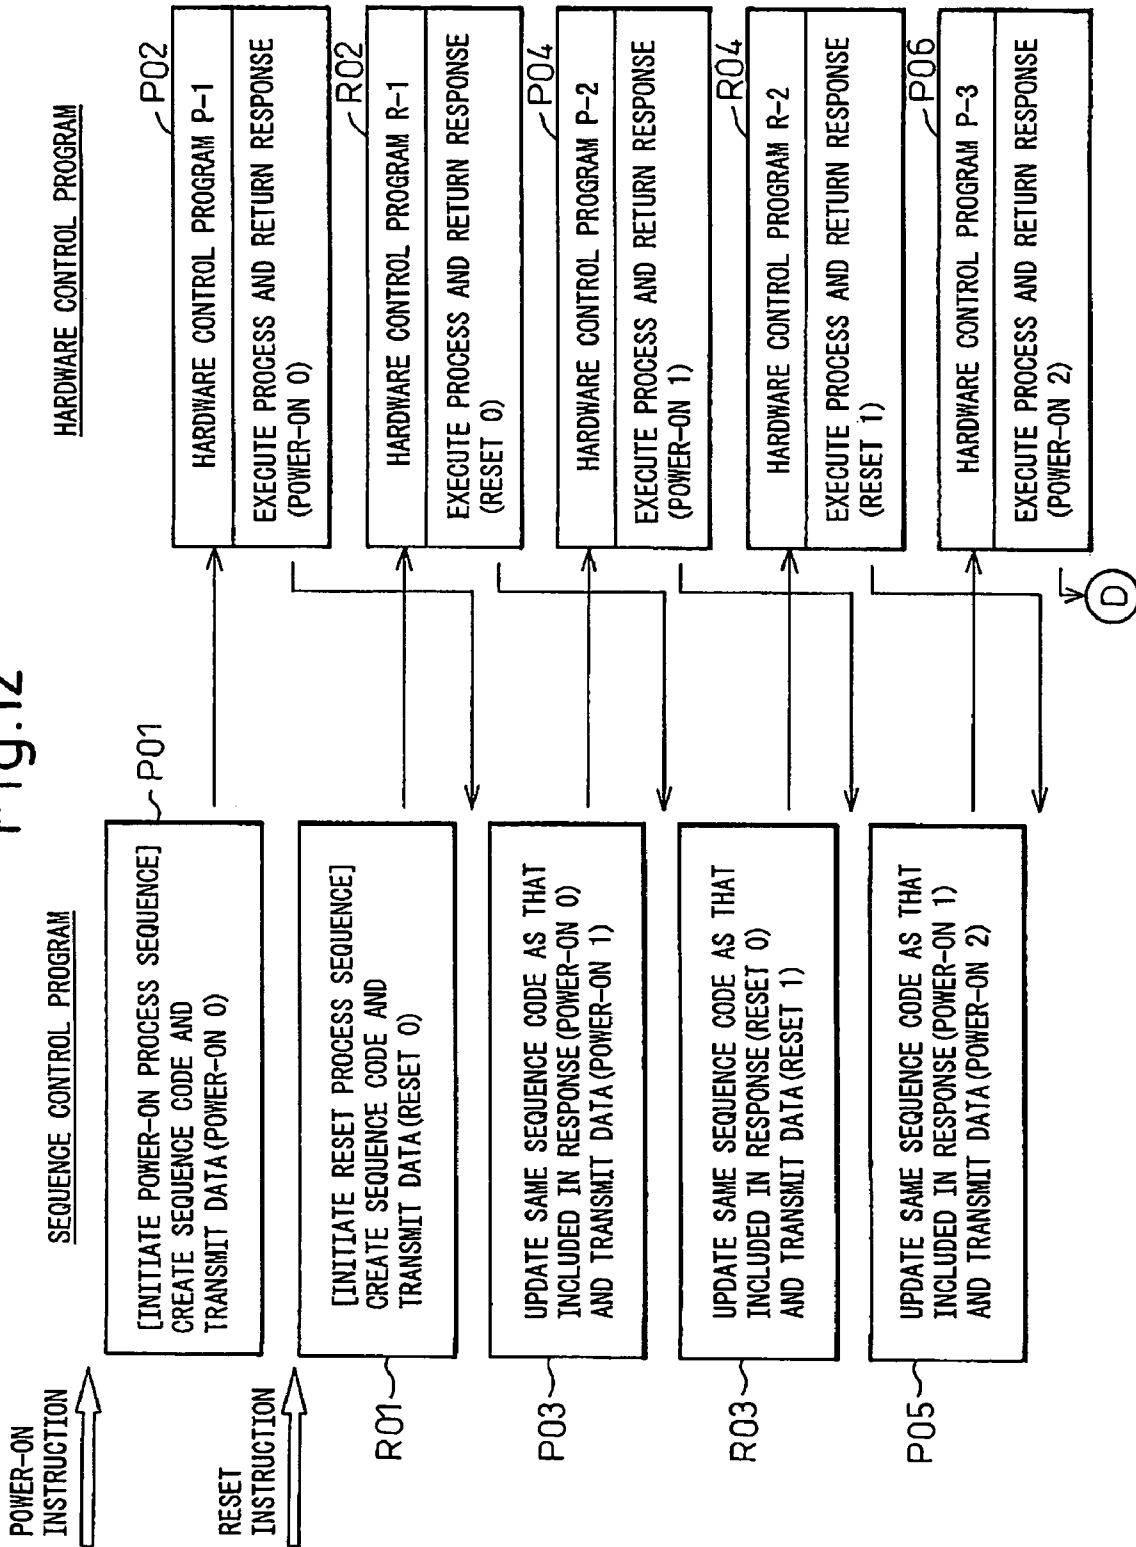 Fig.12
SEQUENCE CONTROL PROGRAM
HARDWARE CONTROL PROGRAM
POWER-ON
INSTRUCTION
[INITIATE POWER-ON PROCESS SEQUENCE]
CREATE SEQUENCE CODE AND
TRANSMIT DATA(POWER-ON 0)
P01
P02
HARDWARE CONTROL PROGRAM P-1
EXECUTE PROCESS AND RETURN RESPONSE
(POWER-ON 0)
RESET
INSTRUCTION
R01
[INITIATE RESET PROCESS SEQUENCE]
CREATE SEQUENCE CODE AND
TRANSMIT DATA(RESET 0)
R02
HARDWARE CONTROL PROGRAM R-1
EXECUTE PROCESS AND RETURN RESPONSE
(RESET 0)
P03
UPDATE SAME SEQUENCE CODE AS THAT
INCLUDED IN RESPONSE(POWER-ON 0)
AND TRANSMIT DATA(POWER-ON 1)
P04
HARDWARE CONTROL PROGRAM P-2
EXECUTE PROCESS AND RETURN RESPONSE
(POWER-ON 1)
R03
UPDATE SAME SEQUENCE CODE AS THAT
INCLUDED IN RESPONSE(RESET 0)
AND TRANSMIT DATA(RESET 1)
R04
HARDWARE CONTROL PROGRAM R-2
EXECUTE PROCESS AND RETURN RESPONSE
(RESET 1)
P05
UPDATE SAME SEQUENCE CODE AS THAT
INCLUDED IN RESPONSE(POWER-ON 1)
AND TRANSMIT DATA(POWER-ON 2)
P06
HARDWARE CONTROL PROGRAM P-3
EXECUTE PROCESS AND RETURN RESPONSE
(POWER-ON 2)
D